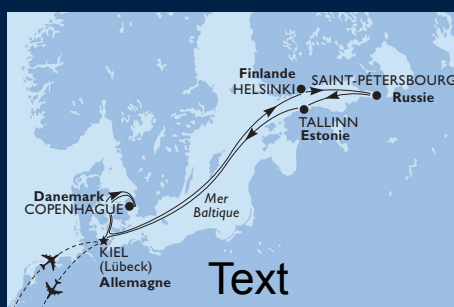 Finlande
HELSINKI
SAINT-PÉTERSBOURG
Russie
TALLINN
Estonie
Danemark
COPENHAGUE
Mer
Baltique
KIEL
(Lübeck)
Allemagne
Text